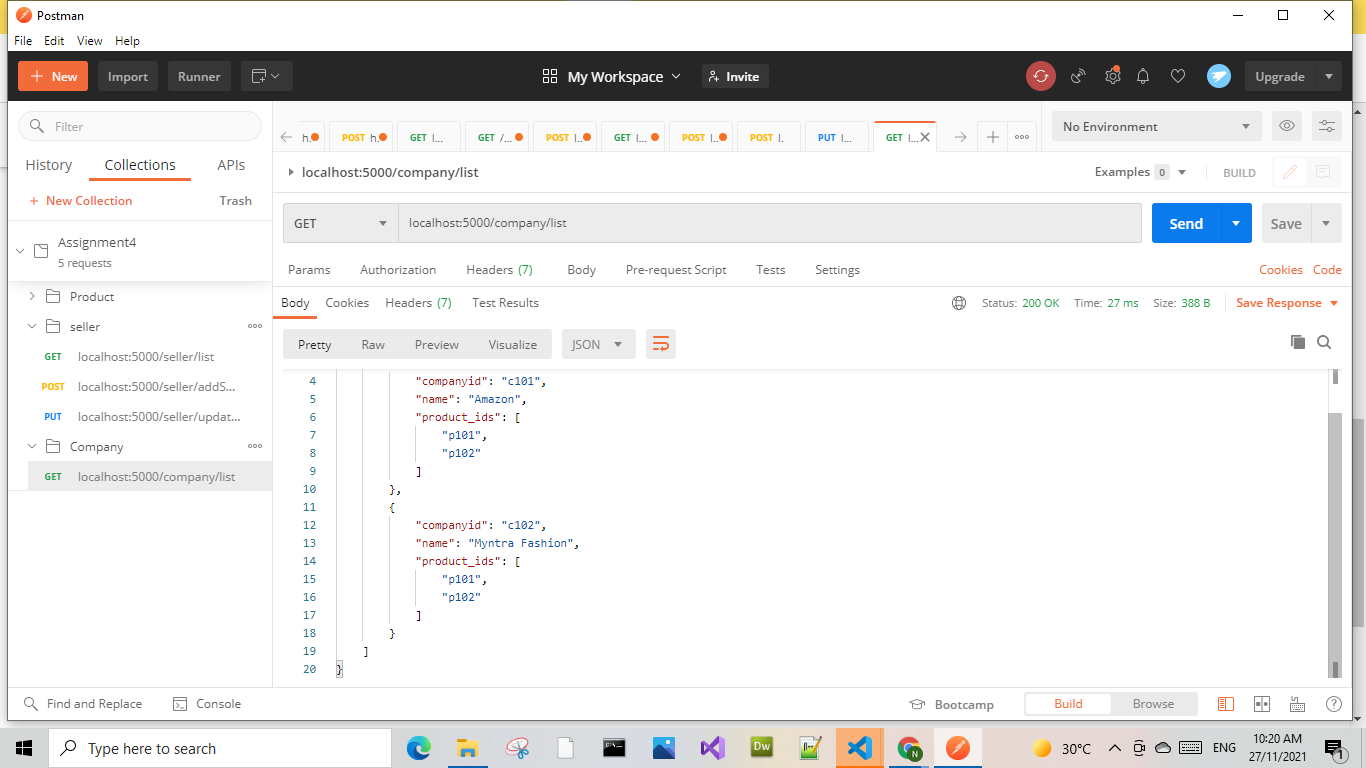 Postman
File Edit View Help
New Import Runner My Workspace Invite Upgrade
Filter
h. POST h. GET l... GET /... POST l.. GET l... POST l.. POST l. PUT l... GET l...
No Environment
History Collections APIs
localhost:5000/company/list Examples 0 BUILD
New Collection Trash
GET localhost:5000/company/list Send Save
Assignment4
5 requests
Params Authorization Headers (7) Body Pre-request Script Tests Settings Cookies Code
Product
seller
GET localhost:5000/seller/list
POST localhost:5000/seller/addS...
PUT localhost:5000/seller/updat...
Company
GET localhost:5000/company/list
Body Cookies Headers (7) Test Results Status: 200 OK Time: 27 ms Size: 388 B Save Response
Pretty Raw Preview Visualize JSON
4 "companyid": "c101",
5 "name": "Amazon",
6 "product_ids": [
7 "p101",
8 "p102"
9 ]
10 },
11 {
12 "companyid": "c102",
13 "name": "Myntra Fashion",
14 "product_ids": [
15 "p101",
16 "p102"
17 ]
18 }
19 ]
20 }
Find and Replace Console Bootcamp Build Browse
Type here to search Dw N 30°C ENG 10:20 AM
27/11/2021 1